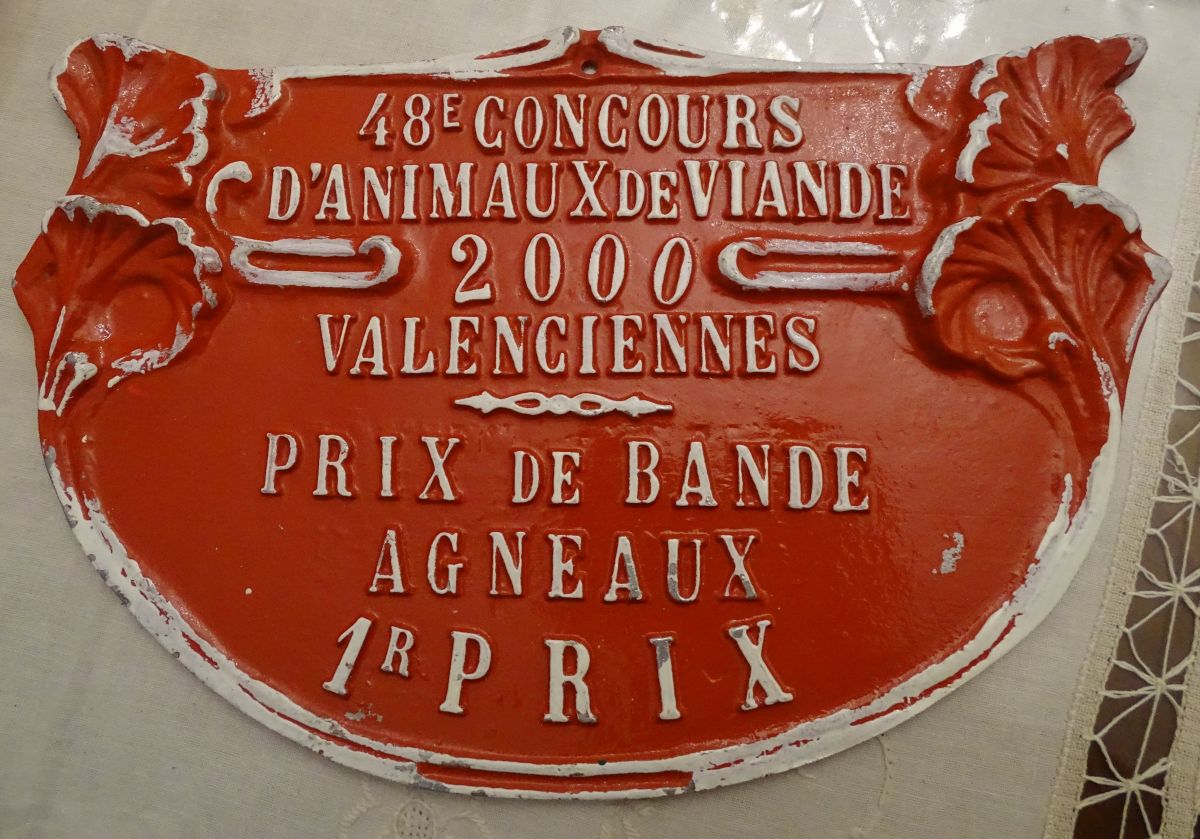 48E CONCOURS
D'ANIMAUX DE VIANDE
2000
VALENCIENNES
PRIX DE BANDE
AGNEAUX
1R PRIX